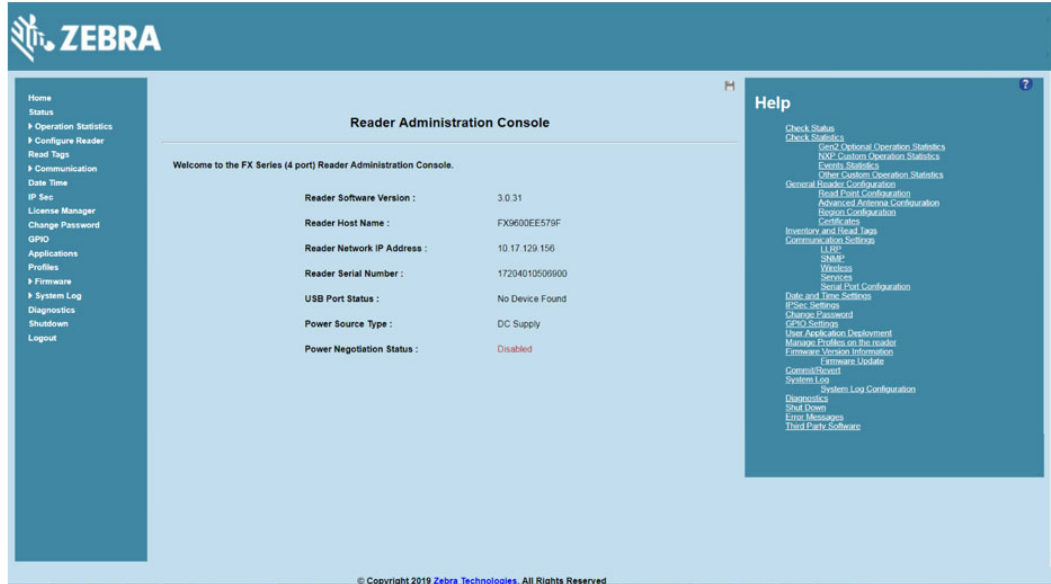 ZEBRA
Home
Status
Operation Statistics
Configure Reader
Read Tags
Communication
Date Time
IP Sec
License Manager
Change Password
GPIO
Applications
Profiles
Firmware
System Log
Diagnostics
Shutdown
Logout
Reader Administration Console
Welcome to the FX Series (4 port) Reader Administration Console.
Reader Software Version : 3.0.31
Reader Host Name : FX9600EE579F
Reader Network IP Address : 10.17.129.156
Reader Serial Number : 17204010506900
USB Port Status : No Device Found
Power Source Type : DC Supply
Power Negotiation Status : Disabled
?
Help
Check Status
Check Statistics
Gen2 Optional Operation Statistics
NXP Custom Operation Statistics
Events Statistics
Other Custom Operation Statistics
General Reader Configuration
Read Point Configuration
Advanced Antenna Configuration
Region Configuration
Certificates
Inventory and Read Tags
Communication Settings
LLRP
SNMP
Wireless
Services
Serial Port Configuration
Date and Time Settings
IPSec Settings
Change Password
GPIO Settings
User Application Deployment
Manage Profiles on the reader
Firmware Version Information
Firmware Update
Commit/Revert
System Log
System Log Configuration
Diagnostics
Shut Down
Error Messages
Third Party Software
© Copyright 2019 Zebra Technologies. All Rights Reserved